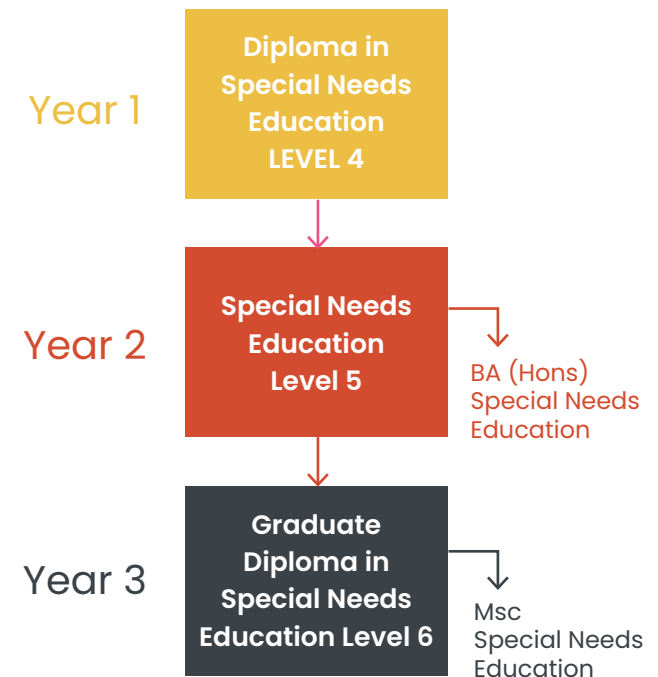 Year 1
Diploma in
Special Needs
Education
LEVEL 4
Year 2
Special Needs
Education
Level 5
BA (Hons)
Special Needs
Education
Year 3
Graduate
Diploma in
Special Needs
Education Level 6
Msc
Special Needs
Education